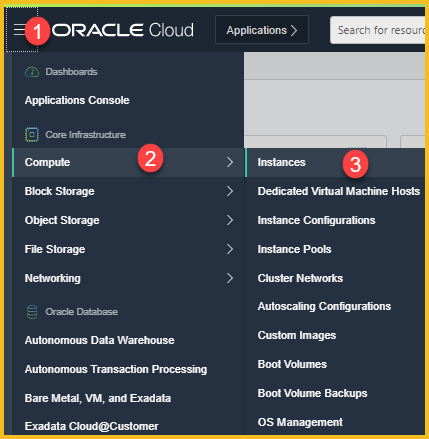 1
ORACLE Cloud
Applications
Search for resour
Dashboards
Applications Console
Core Infrastructure
Compute
2
Instances
3
Block Storage
Dedicated Virtual Machine Hosts
Object Storage
Instance Configurations
File Storage
Instance Pools
Networking
Cluster Networks
Oracle Database
Autoscaling Configurations
Autonomous Data Warehouse
Custom Images
Autonomous Transaction Processing
Boot Volumes
Bare Metal, VM, and Exadata
Boot Volume Backups
Exadata Cloud@Customer
OS Management